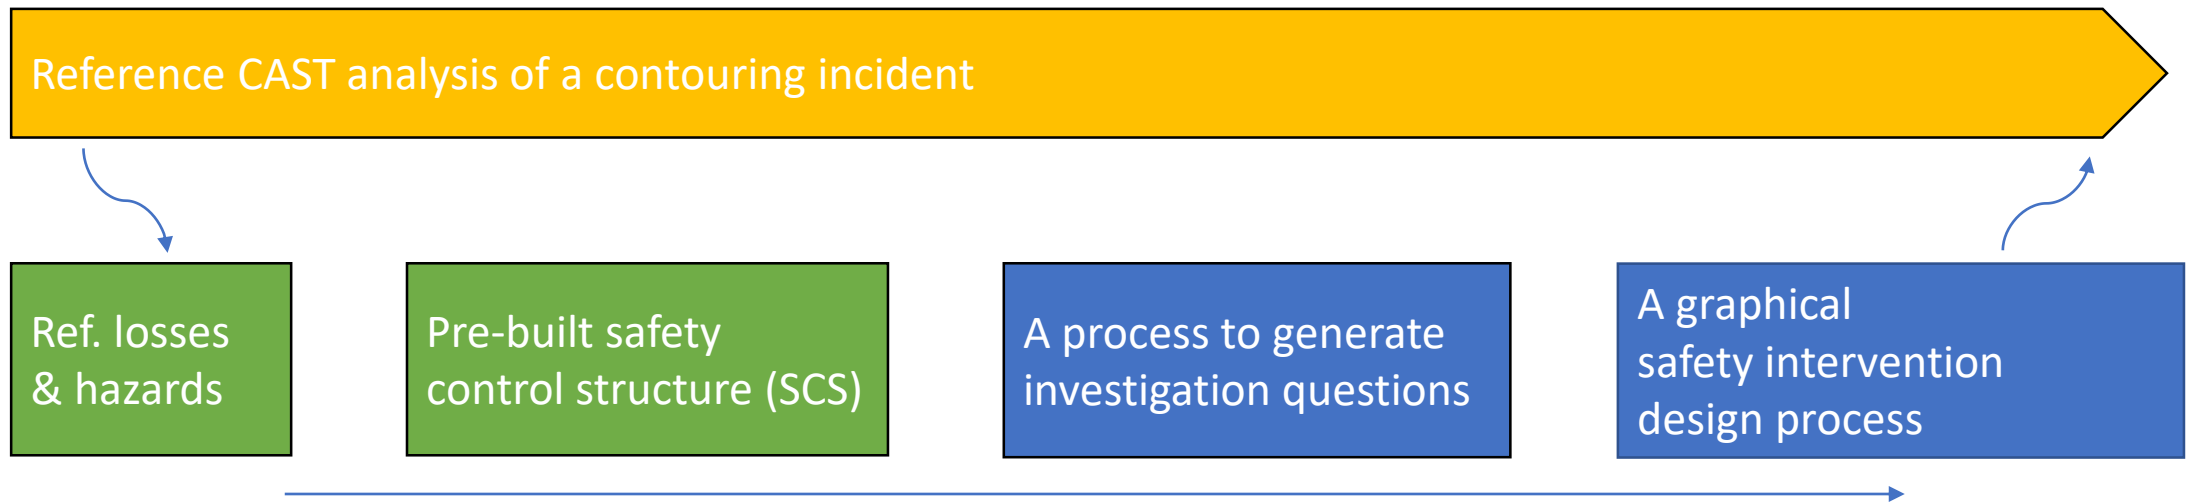 Reference CAST analysis of a contouring incident
Ref. losses
& hazards
Pre-built safety
control structure (SCS)
A process to generate
investigation questions
A graphical
safety intervention
design process